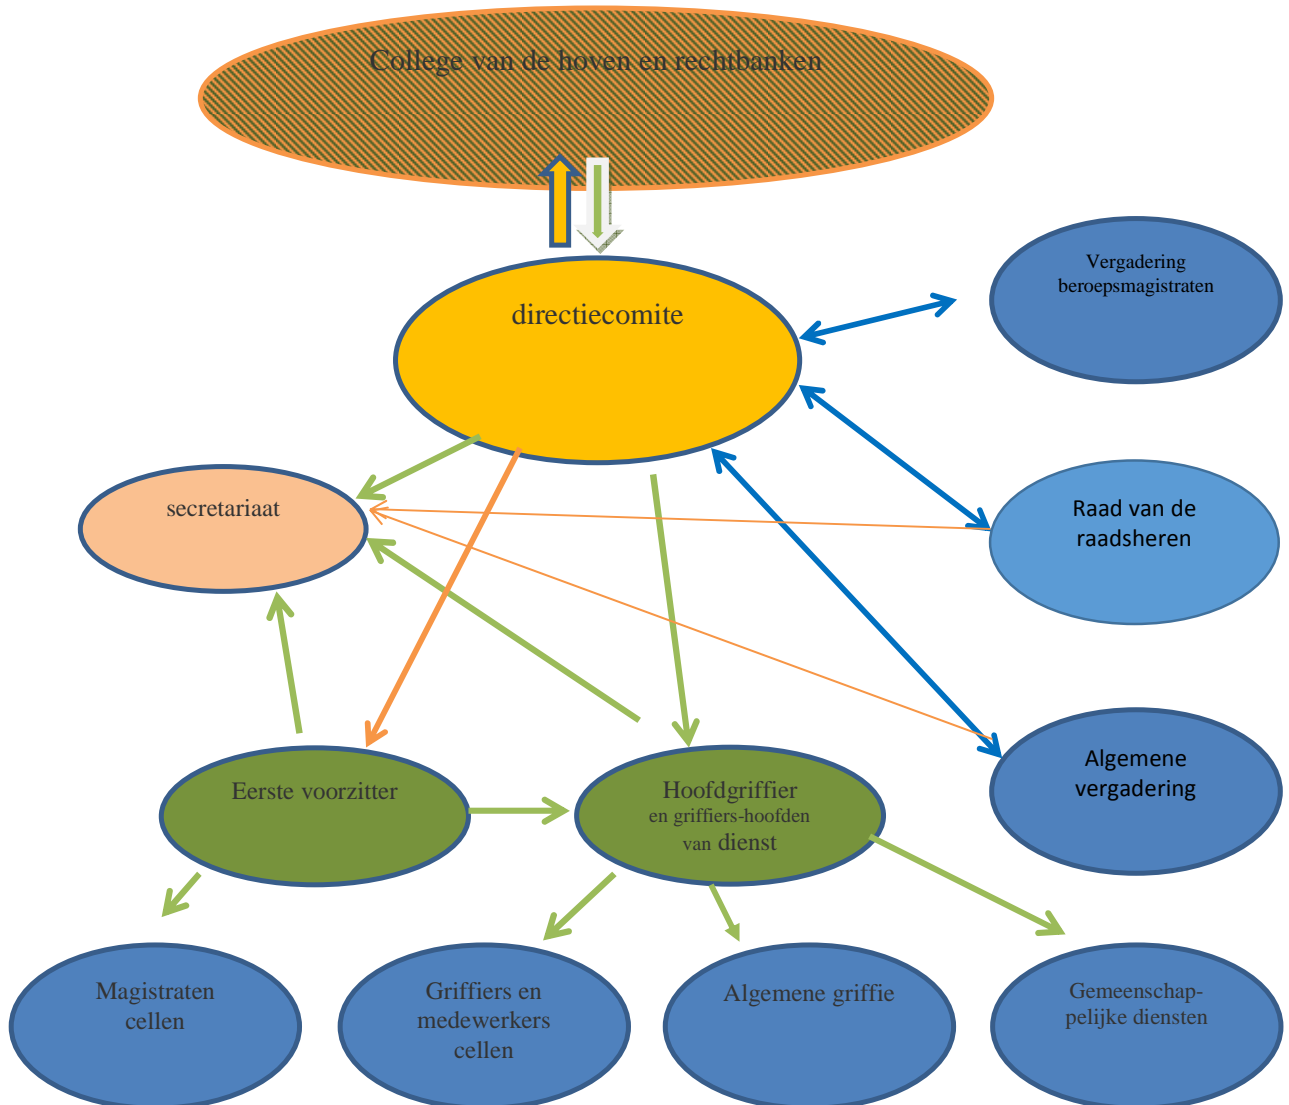 College van de hoven en rechtbanken
directiecomite
Vergadering
beroepsmagistraten
secretariaat
Raad van de
raadsheren
Eerste voorzitter
Hoofdgriffier
en griffiers-hoofden
van dienst
Algemene
vergadering
Magistraten
cellen
Griffiers en
medewerkers
cellen
Algemene griffie
Gemeenschap-
pelijke diensten